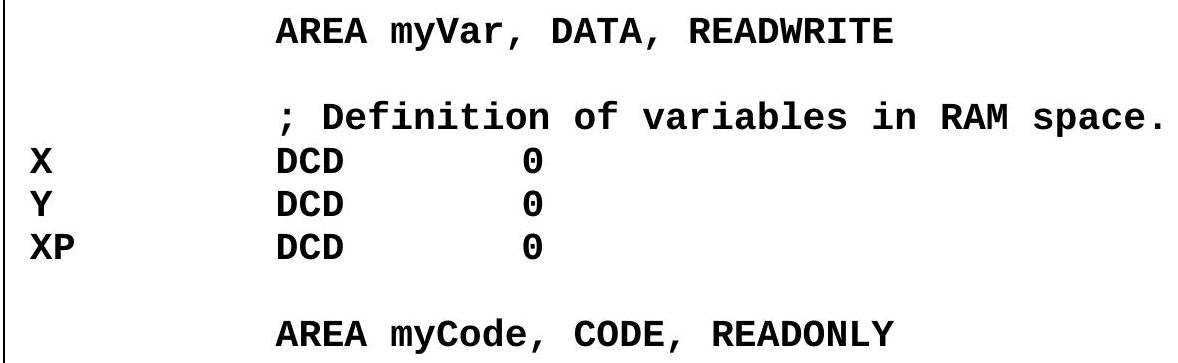 AREA myVar, DATA, READWRITE
; Definition of variables in RAM space.
X DCD 0
Y DCD 0
XP DCD 0
AREA myCode, CODE, READONLY